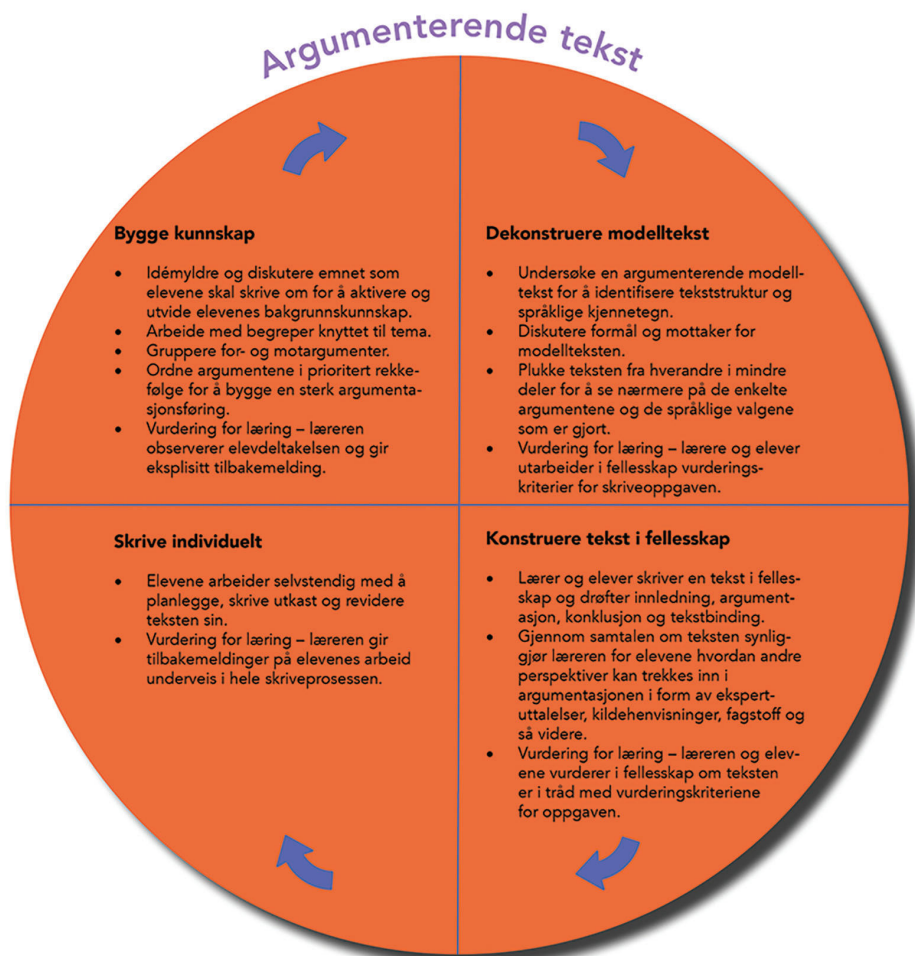 Argumenterende tekst
Bygge kunnskap
• Idémyldre og diskutere emnet som
elevene skal skrive om for å aktivere og
utvide elevenes bakgrunnskunnskap.
• Arbeide med begreper knyttet til tema.
• Gruppere for- og motargumenter.
• Ordne argumentene i prioritert rekke-
følge for å bygge en sterk argumenta-
sjonsføring.
• Vurdering for læring – læreren
observerer elevdeltakelsen og gir
eksplisitt tilbakemelding.
Dekonstruere modelltekst
• Undersøke en argumenterende modell-
tekst for å identifisere tekststruktur og
språklige kjennetegn.
• Diskutere formål og mottaker for
modellteksten.
• Plukke teksten fra hverandre i mindre
deler for å se nærmere på de enkelte
argumentene og de språklige valgene
som er gjort.
• Vurdering for læring – lærere og elever
utarbeider i fellesskap vurderings-
kriterier for skriveoppgaven.
Skrive individuelt
• Elevene arbeider selvstendig med å
planlegge, skrive utkast og revidere
teksten sin.
• Vurdering for læring – læreren gir
tilbakemeldinger på elevenes arbeid
underveis i hele skriveprosessen.
Konstruere tekst i fellesskap
• Lærer og elever skriver en tekst i felles-
skap og drøfter innledning, argument-
asjon, konklusjon og tekstbinding.
• Gjennom samtalen om teksten synlig-
gjør læreren for elevene hvordan andre
perspektiver kan trekkes inn i
argumentasjonen i form av ekspert-
uttalelser, kildehenvisninger, fagstoff og
så videre.
• Vurdering for læring – læreren og elev-
ene vurderer i fellesskap om teksten
er i tråd med vurderingskriteriene
for oppgaven.